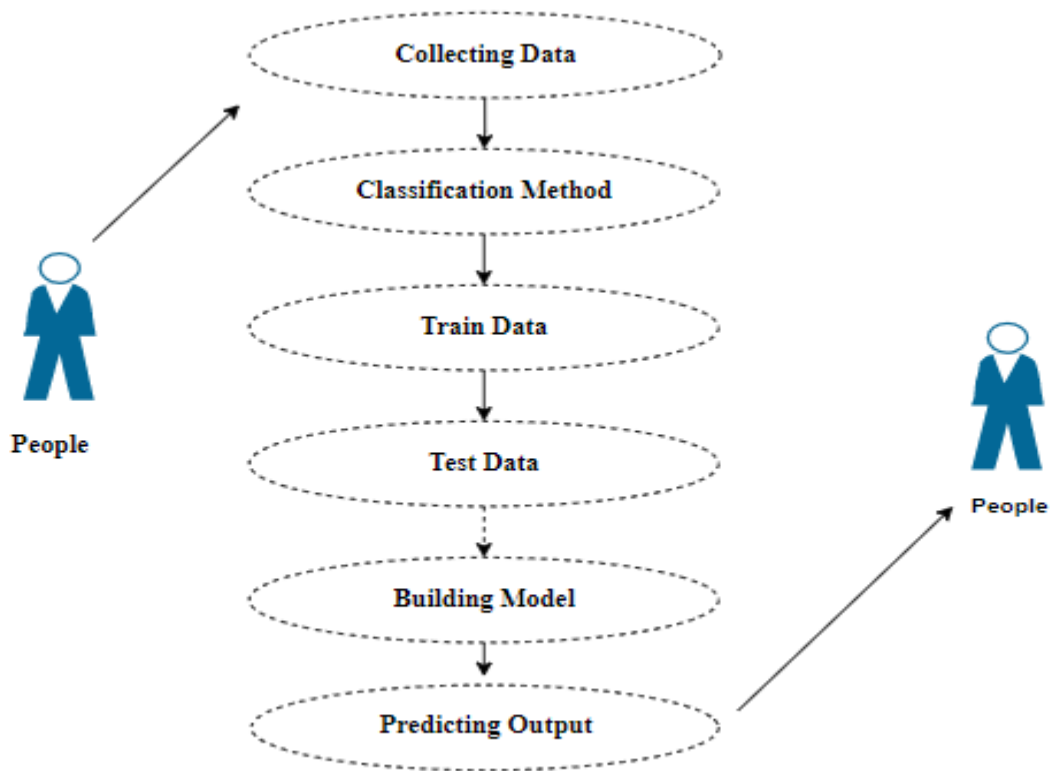 Collecting Data
Classification Method
Train Data
People
Test Data
People
Building Model
Predicting Output